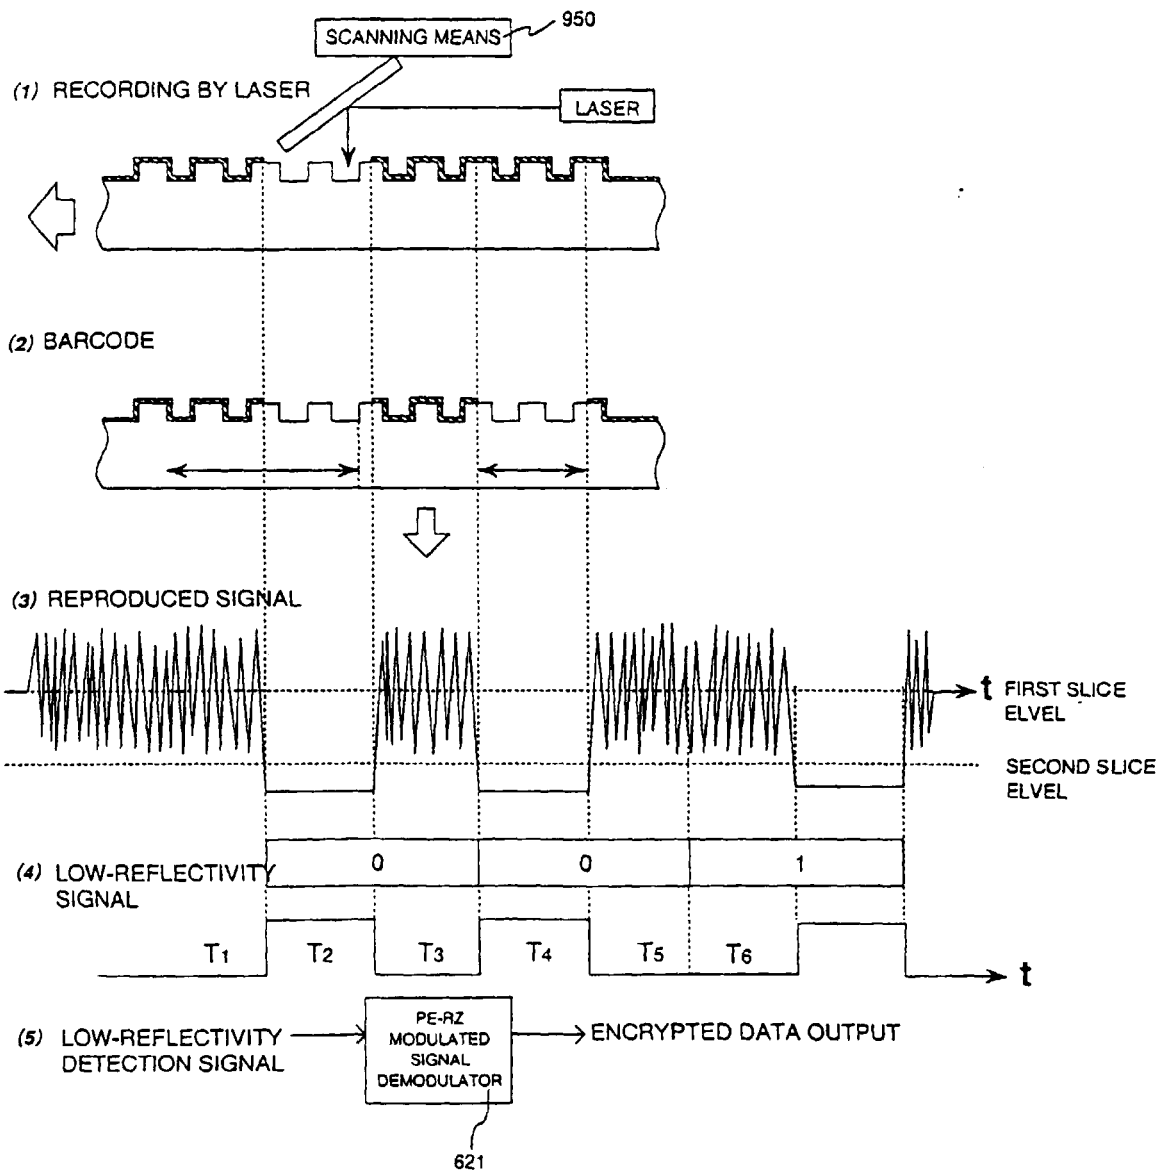 950
SCANNING MEANS
(1) RECORDING BY LASER
LASER
(2) BARCODE
(3) REPRODUCED SIGNAL
t FIRST SLICE
ELVEL
SECOND SLICE
ELVEL
(4) LOW-REFLECTIVITY
SIGNAL
0 0 1
T1 T2 T3 T4 T5 T6
t
(5) LOW-REFLECTIVITY
DETECTION SIGNAL
PE-RZ
MODULATED
SIGNAL
DEMODULATOR
ENCRYPTED DATA OUTPUT
621